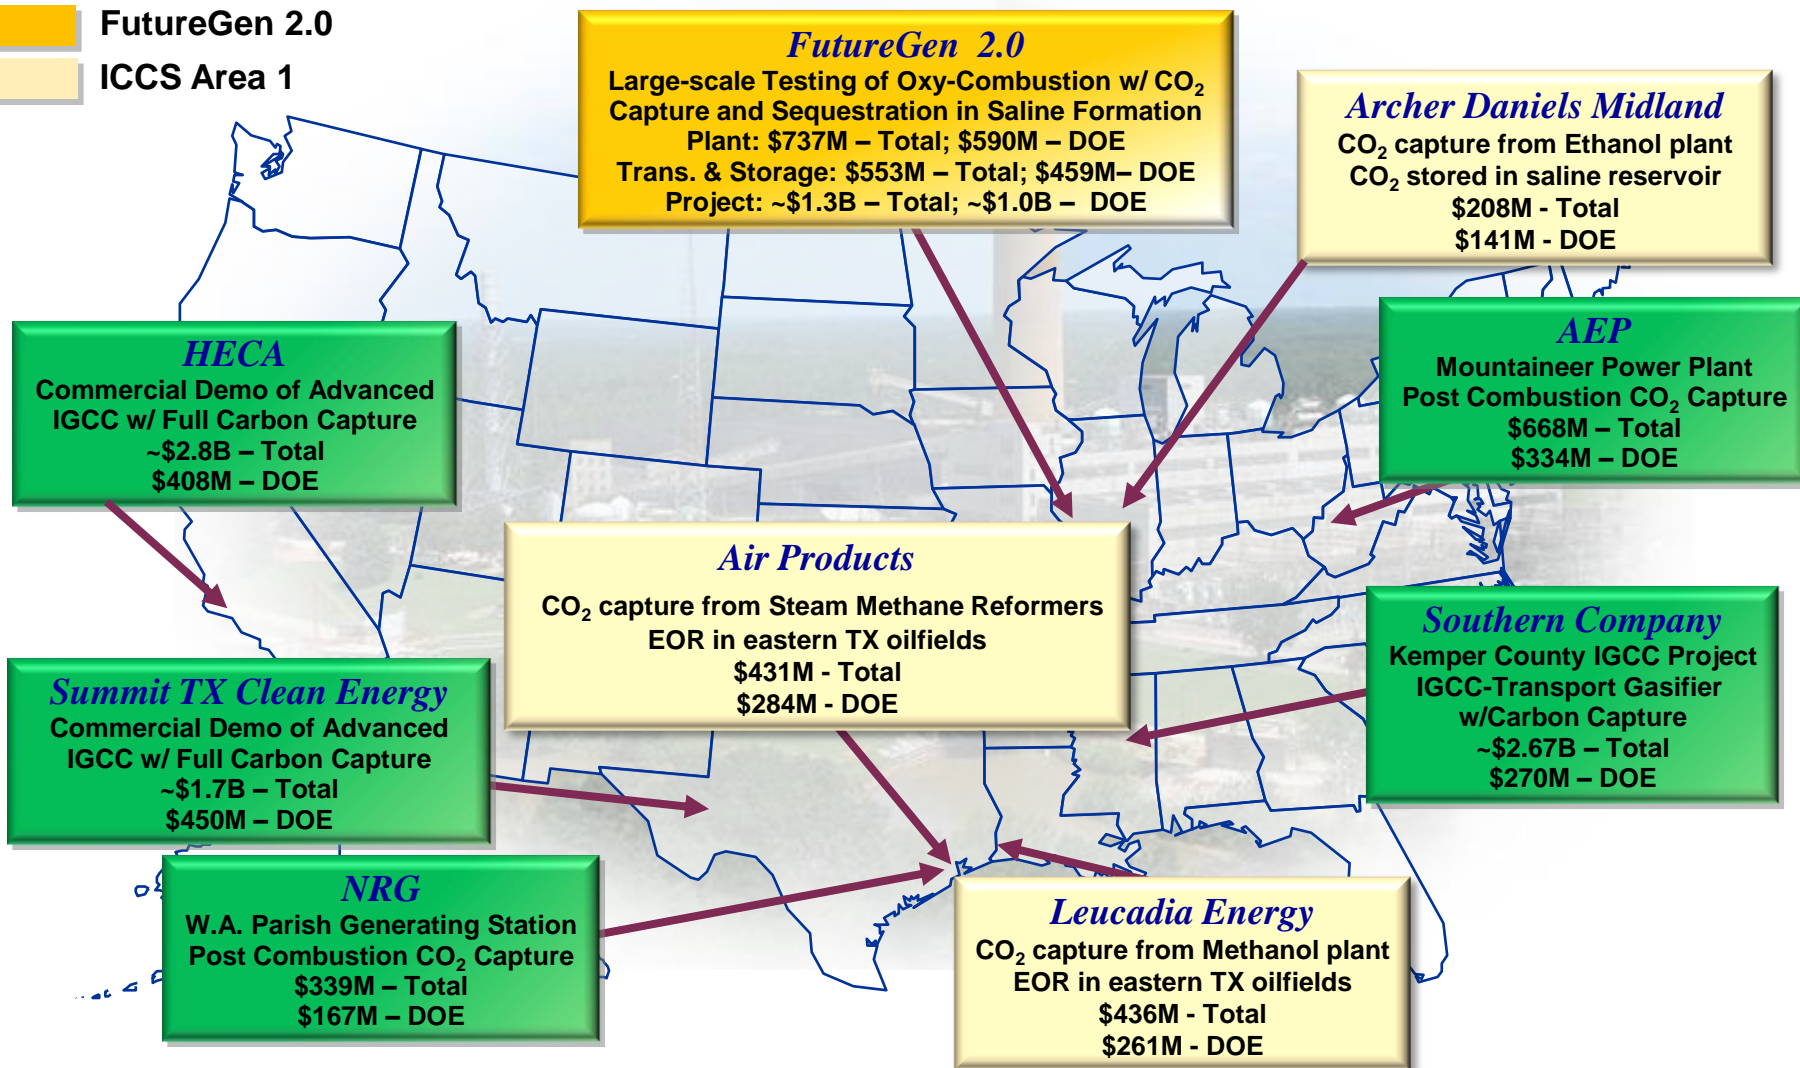 FutureGen 2.0
ICCS Area 1
FutureGen 2.0
Large-scale Testing of Oxy-Combustion w/ CO2
Capture and Sequestration in Saline Formation
Plant: $737M – Total; $590M – DOE
Trans. & Storage: $553M – Total; $459M– DOE
Project: ~$1.3B – Total; ~$1.0B – DOE
Archer Daniels Midland
CO2 capture from Ethanol plant
CO2 stored in saline reservoir
$208M - Total
$141M - DOE
HECA
Commercial Demo of Advanced
IGCC w/ Full Carbon Capture
~$2.8B – Total
$408M – DOE
AEP
Mountaineer Power Plant
Post Combustion CO2 Capture
$668M – Total
$334M – DOE
Air Products
CO2 capture from Steam Methane Reformers
EOR in eastern TX oilfields
$431M - Total
$284M - DOE
Southern Company
Kemper County IGCC Project
IGCC-Transport Gasifier
w/Carbon Capture
~$2.67B – Total
$270M – DOE
Summit TX Clean Energy
Commercial Demo of Advanced
IGCC w/ Full Carbon Capture
~$1.7B – Total
$450M – DOE
NRG
W.A. Parish Generating Station
Post Combustion CO2 Capture
$339M – Total
$167M – DOE
Leucadia Energy
CO2 capture from Methanol plant
EOR in eastern TX oilfields
$436M - Total
$261M - DOE